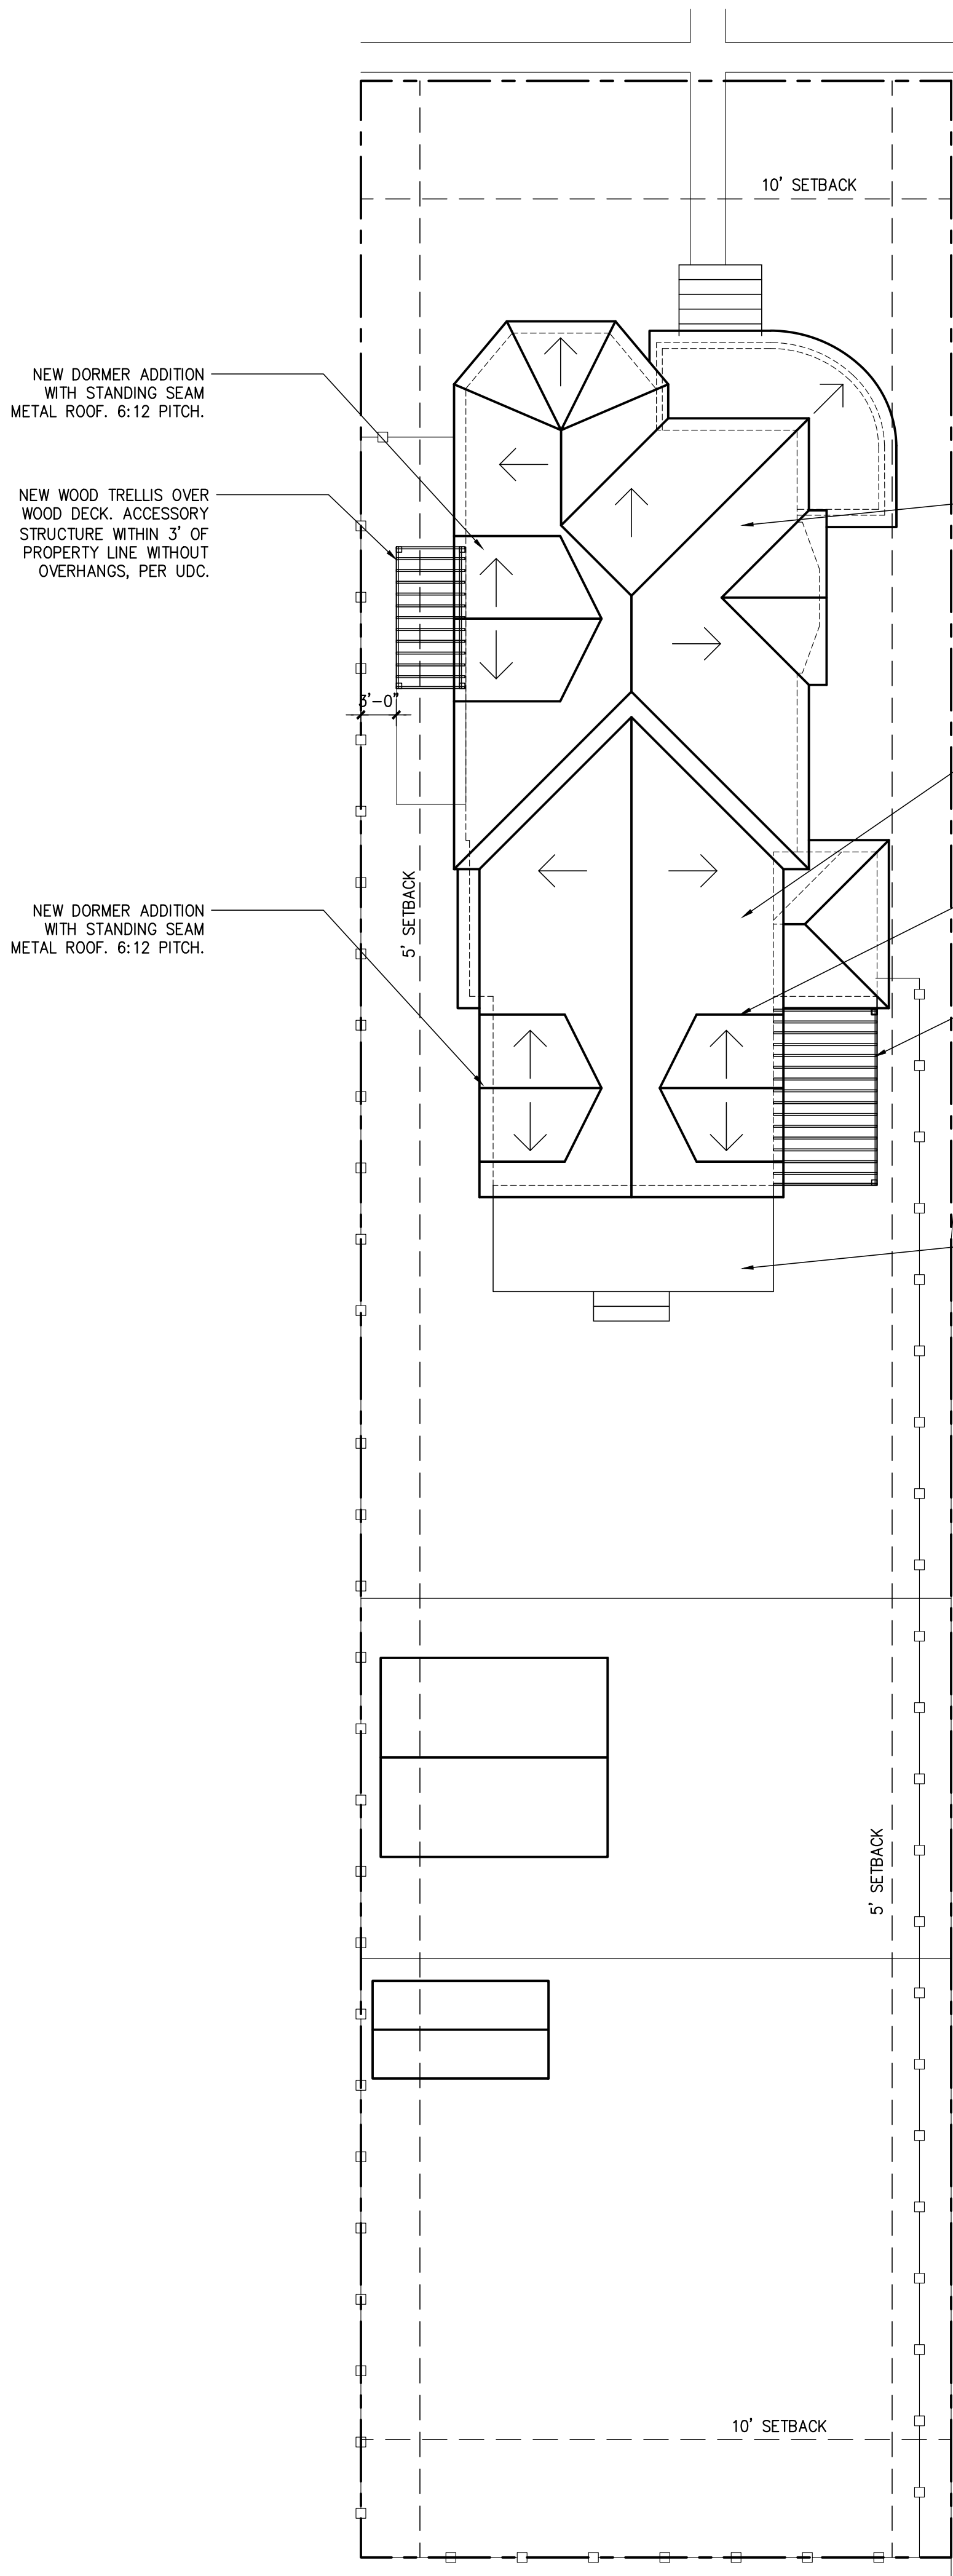 10' SETBACK
NEW DORMER ADDITION
WITH STANDING SEAM
METAL ROOF. 6:12 PITCH.
NEW WOOD TRELLIS OVER
WOOD DECK. ACCESSORY
STRUCTURE WITHIN 3' OF
PROPERTY LINE WITHOUT
OVERHANGS, PER UDC.
3'-0"
5' SETBACK
NEW DORMER ADDITION
WITH STANDING SEAM
METAL ROOF. 6:12 PITCH.
5' SETBACK
10' SETBACK